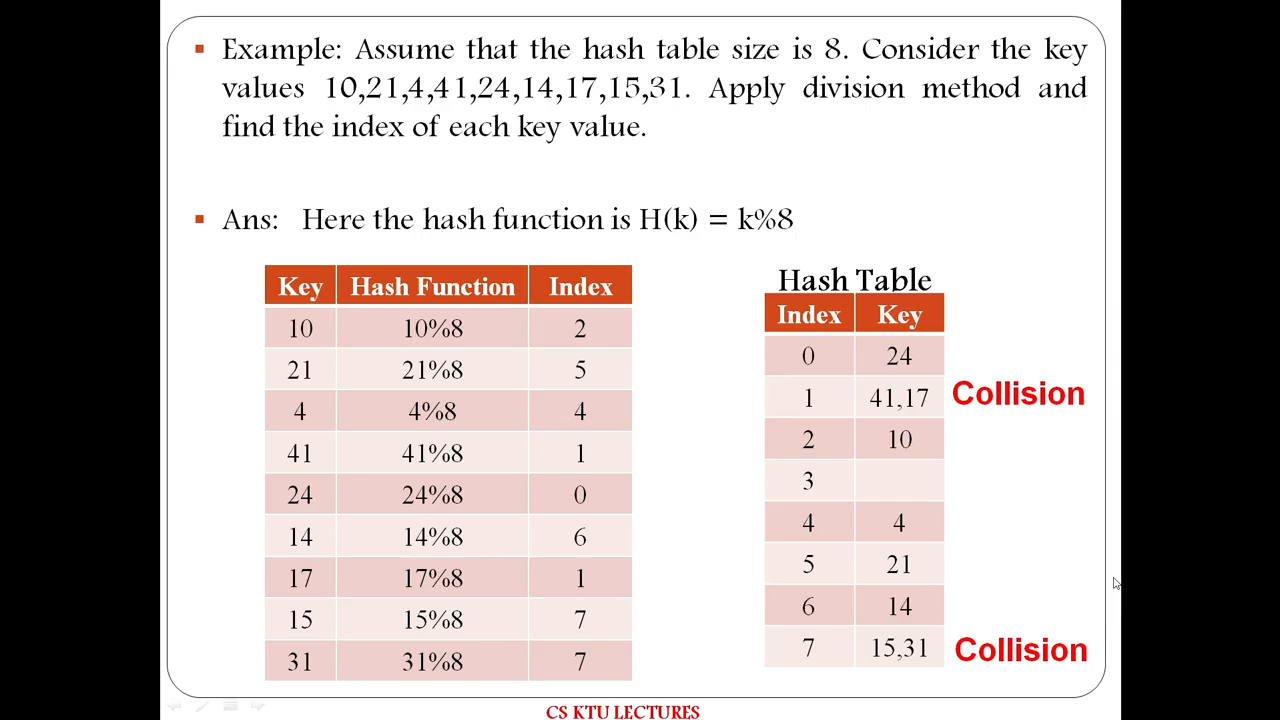 Example: Assume that the hash table size is 8. Consider the key
values 10,21,4,41,24,14,17,15,31. Apply division method and
find the index of each key value.
Ans: Here the hash function is H(k) = k%8
Key Hash Function Index
10 10%8 2
21 21%8 5
4 4%8 4
41 41%8 1
24 24%8 0
14 14%8 6
17 17%8 1
15 15%8 7
31 31%8 7
Hash Table
Index Key
0 24
1 41,17 Collision
2 10
3
4 4
5 21
6 14
7 15,31 Collision
CS KTU LECTURES